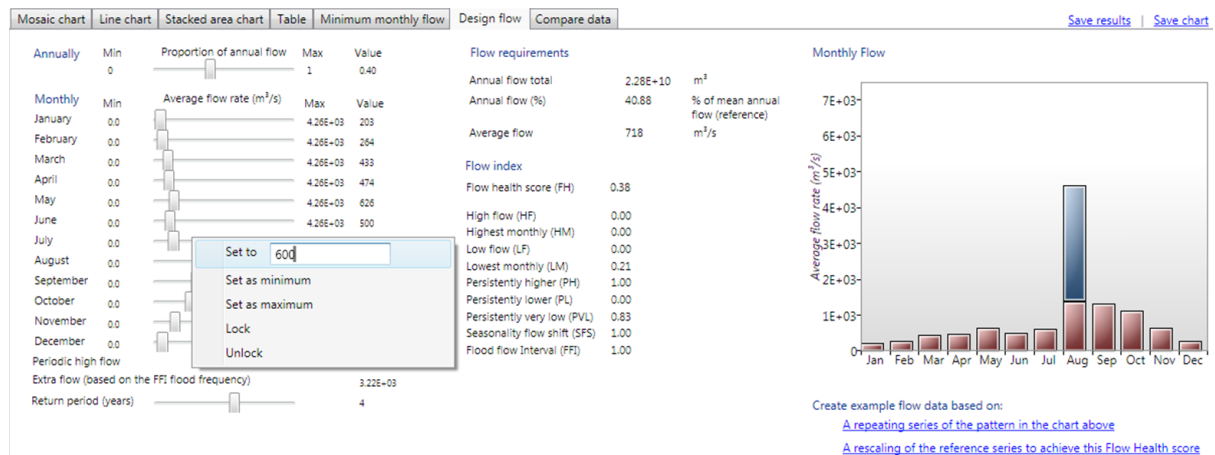 Mosaic chart Line chart Stacked area chart Table Minimum monthly flow Design flow Compare data Save results | Save chart
Annually Min Proportion of annual flow Max Value
0 1 0.40
Monthly Min Average flow rate (m³/s) Max Value
January 0.0 4.26E+03 203
February 0.0 4.26E+03 264
March 0.0 4.26E+03 433
April 0.0 4.26E+03 474
May 0.0 4.26E+03 626
June 0.0 4.26E+03 500
July 0.0
August 0.0
September 0.0
October 0.0
November 0.0
December 0.0
Periodic high flow
Extra flow (based on the FFI flood frequency) 3.22E+03
Return period (years) 4
Set to 600
Set as minimum
Set as maximum
Lock
Unlock
Flow requirements
Annual flow total 2.28E+10 m³
Annual flow (%) 40.88 % of mean annual
flow (reference)
Average flow 718 m³/s
Flow index
Flow health score (FH) 0.38
High flow (HF) 0.00
Highest monthly (HM) 0.00
Low flow (LF) 0.00
Lowest monthly (LM) 0.21
Persistently higher (PH) 1.00
Persistently lower (PL) 0.00
Persistently very low (PVL) 0.83
Seasonality flow shift (SFS) 1.00
Flood flow Interval (FFI) 1.00
Monthly Flow
Average flow rate (m³/s)
7E+03
6E+03
5E+03
4E+03
3E+03
2E+03
1E+03
0
Jan Feb Mar Apr May Jun Jul Aug Sep Oct Nov Dec
Create example flow data based on:
A repeating series of the pattern in the chart above
A rescaling of the reference series to achieve this Flow Health score